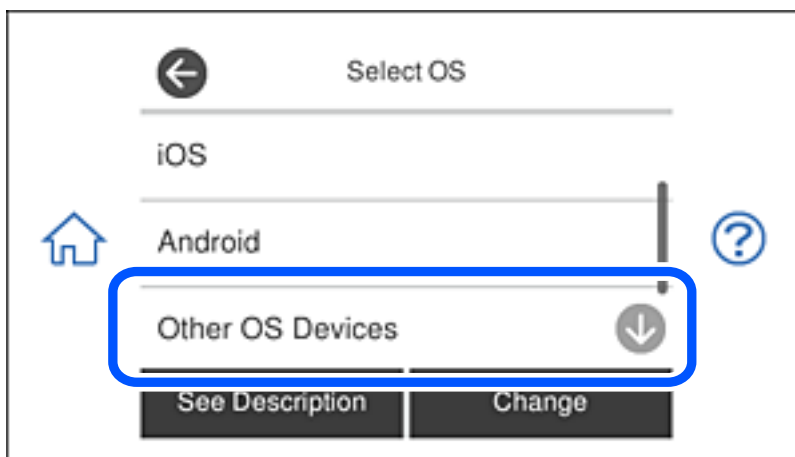 Select OS
iOS
Android
Other OS Devices
See Description
Change